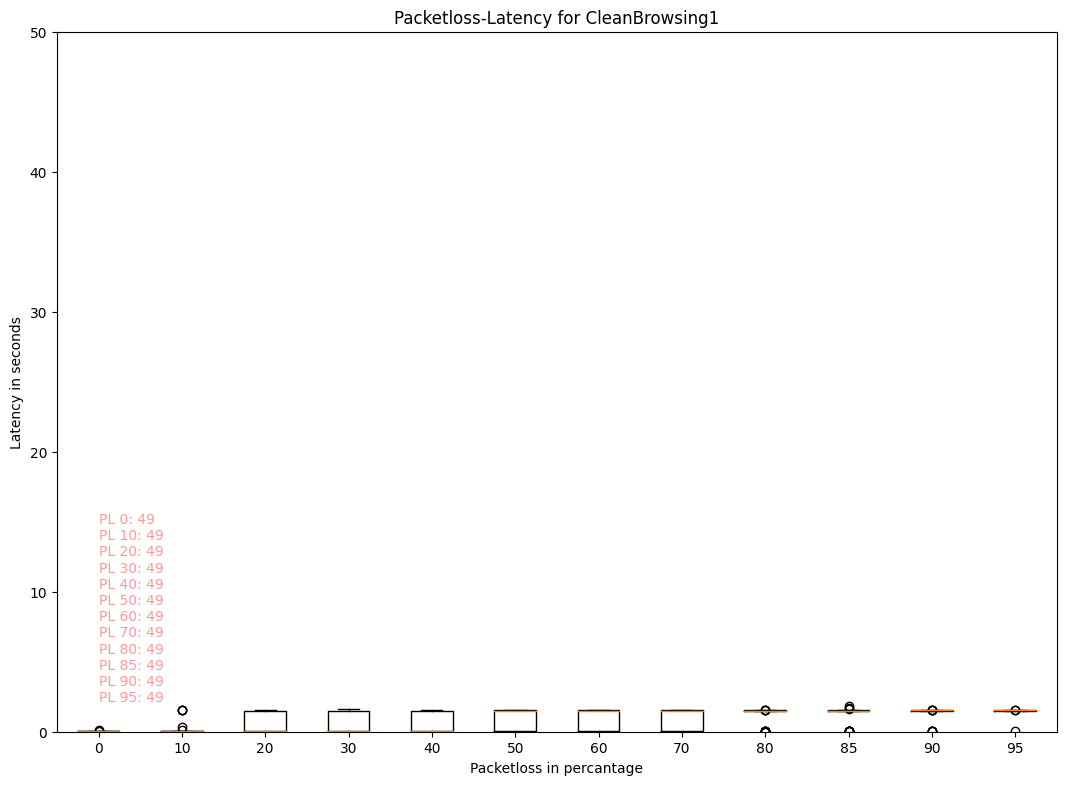 Packetloss-Latency for CleanBrowsing1
50
40
30
20
10
0
Latency in seconds
PL 0: 49
PL 10: 49
PL 20: 49
PL 30: 49
PL 40: 49
PL 50: 49
PL 60: 49
PL 70: 49
PL 80: 49
PL 85: 49
PL 90: 49
PL 95: 49
0 10 20 30 40 50 60 70 80 85 90 95
Packetloss in percantage